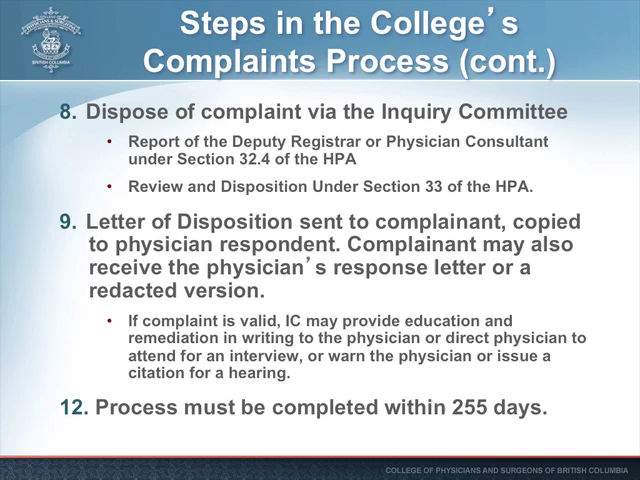 Steps in the College's
Complaints Process (cont.)
8. Dispose of complaint via the Inquiry Committee
• Report of the Deputy Registrar or Physician Consultant
under Section 32.4 of the HPA
• Review and Disposition Under Section 33 of the HPA.
9. Letter of Disposition sent to complainant, copied
to physician respondent. Complainant may also
receive the physician's response letter or a
redacted version.
• If complaint is valid, IC may provide education and
remediation in writing to the physician or direct physician to
attend for an interview, or warn the physician or issue a
citation for a hearing.
12. Process must be completed within 255 days.
COLLEGE OF PHYSICIANS AND SURGEONS OF BRITISH COLUMBIA